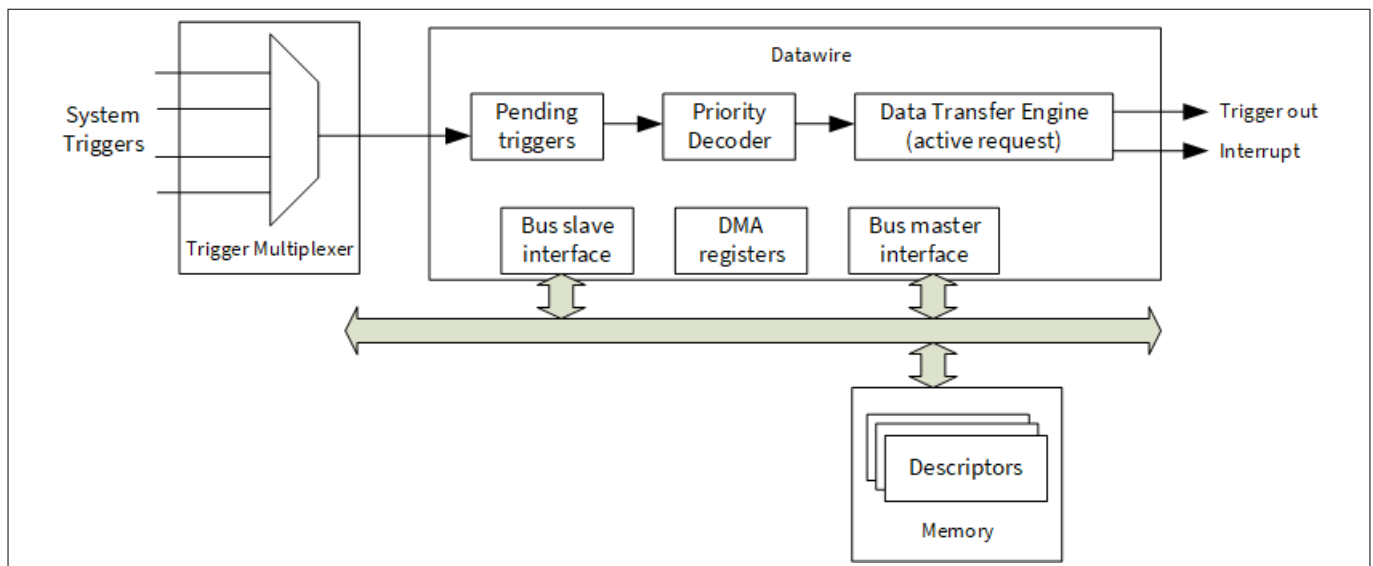 Datawire
System
Triggers
Pending
triggers
Priority
Decoder
Data Transfer Engine
(active request)
Trigger out
Interrupt
Trigger Multiplexer
Bus slave
interface
DMA
registers
Bus master
interface
Descriptors
Memory